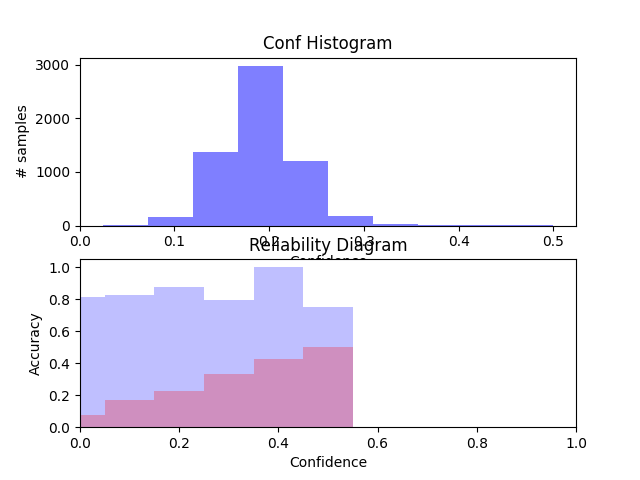 Conf Histogram
3000
2000
1000
0
# samples
0.0 0.1 0.2 0.3 0.4 0.5
Confidence
Reliability Diagram
1.0
0.8
0.6
0.4
0.2
0.0
Accuracy
0.0 0.2 0.4 0.6 0.8 1.0
Confidence